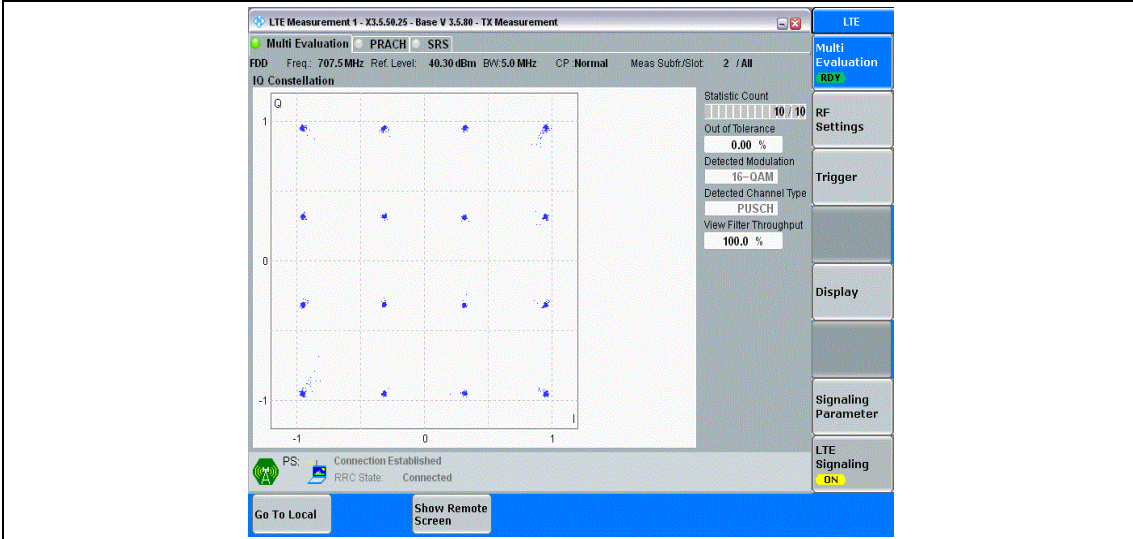 LTE Measurement 1 - X3.5.50.25 - Base V 3.5.80 - TX Measurement
LTE
Multi Evaluation PRACH SRS
Multi
Evaluation
RDY
FDD Freq.: 707.5 MHz Ref. Level: 40.30 dBm BW:5.0 MHz CP :Normal Meas Subfr./Slot: 2 / All
IQ Constellation
Q
1
0
-1
-1 0 1
I
Statistic Count
10 / 10
Out of Tolerance
0.00 %
Detected Modulation
16-QAM
Detected Channel Type
PUSCH
View Filter Throughput
100.0 %
RF
Settings
Trigger
Display
Signaling
Parameter
LTE
Signaling
ON
PS: Connection Established
RRC State: Connected
Go To Local
Show Remote
Screen